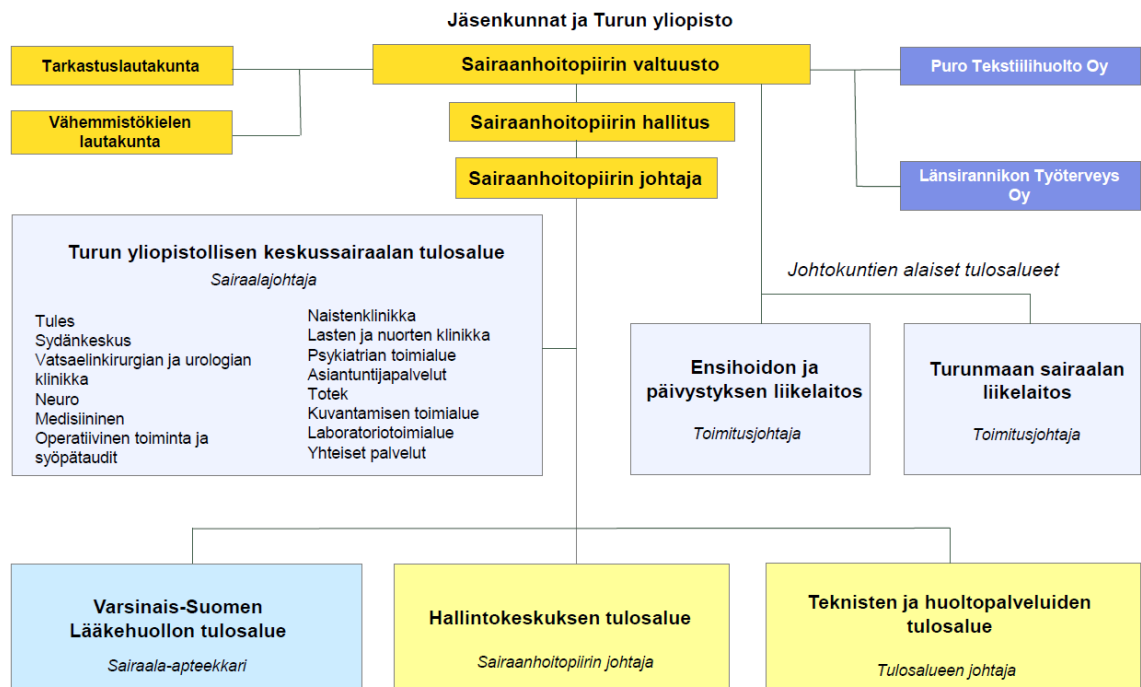 Jäsenkunnat ja Turun yliopisto
Tarkastuslautakunta
Sairaanhoitopiirin valtuusto
Puro Tekstiilihuolto Oy
Vähemmistökielen
lautakunta
Sairaanhoitopiirin hallitus
Sairaanhoitopiirin johtaja
Länsirannikon Työterveys
Oy
Turun yliopistollisen keskussairaalan tulosalue
Sairaalajohtaja
Tules
Sydänkeskus
Vatsaelinkirurgian ja urologian
klinikka
Neuro
Medisiininen
Operatiivinen toiminta ja
syöpätaudit
Naistenklinikka
Lasten ja nuorten klinikka
Psykiatrian toimialue
Asiantuntijapalvelut
Totek
Kuvantamisen toimialue
Laboratoriotoimialue
Yhteiset palvelut
Johtokuntien alaiset tulosalueet
Ensihoidon ja
päivystyksen liikelaitos
Toimitusjohtaja
Turunmaan sairaalan
liikelaitos
Toimitusjohtaja
Varsinais-Suomen
Lääkehuollon tulosalue
Sairaala-apteekkari
Hallintokeskuksen tulosalue
Sairaanhoitopiirin johtaja
Teknisten ja huoltopalveluiden
tulosalue
Tulosalueen johtaja